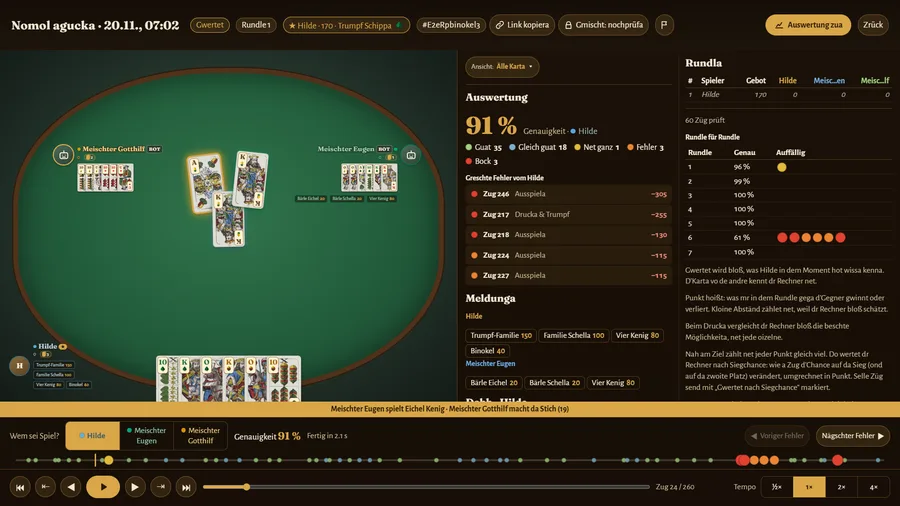 Nomol agucka · 20.11., 07:02
Gwertet
Rundle 1
★ Hilde · 170 · Trumpf Schippa
#E2eRpbinokel3
Link kopiera
Gmischt: nochprüfa
Auswertung zua
Zrück
Meischter Gotthilf BOT
Meischter Eugen BOT
Bärle Eichel 20
Bärle Schella 20
Vier Kenig 80
Hilde
H
Trumpf-Familie 150
Familie Schella 100
Vier Kenig 80
Binokel 40
Ansicht: Älle Karta
Auswertung
91 % Genauigkeit · Hilde
Guat 35
Gleich guat 18
Net ganz 1
Fehler 3
Bock 3
Greschte Fehler vom Hilde
Zug 246 Ausspiela −305
Zug 217 Drucka & Trumpf −255
Zug 218 Ausspiela −130
Zug 224 Ausspiela −115
Zug 227 Ausspiela −115
Meldunga
Hilde
Trumpf-Familie 150
Familie Schella 100
Vier Kenig 80
Binokel 40
Meischter Eugen
Bärle Eichel 20
Bärle Schella 20
Vier Kenig 80
Rundla
# Spieler Gebot Hilde Meisc…en Meisc…lf
1 Hilde 170 0 0 0
60 Züg prüft
Rundle für Rundle
Rundle Genau Auffällig
1 96 %
2 99 %
3 100 %
4 100 %
5 100 %
6 61 %
7 100 %
Gwertet wird bloß, was Hilde in dem Moment hot wissa kenna.
D'Karta vo de andre kennt dr Rechner net.
Punkt hoißt: was mr in dem Rundle gega d'Gegner gwinnt oder
verliert. Kloine Abständ zählet net, weil dr Rechner bloß schätzt.
Beim Drucka vergleicht dr Rechner bloß die beschte
Möglichkeita, net jede oizelne.
Nah am Ziel zählt net jeder Punkt gleich viel. Do wertet dr
Rechner nach Siegchance: wie a Zug d'Chance auf da Sieg (ond
auf da zwoite Platz) verändert, umgrechnet in Punkt. Selle Züg
send mit „Gwertet nach Siegchance“ markiert.
Meischter Eugen spielt Eichel Kenig · Meischter Gotthilf macht da Stich (19)
Wem sei Spiel?
Hilde
Meischter Eugen
Meischter Gotthilf
Genauigkeit 91 %
Fertig in 2.1 s
Voriger Fehler
Nägschter Fehler
Zug 24 / 260
Tempo
½×
1×
2×
4×